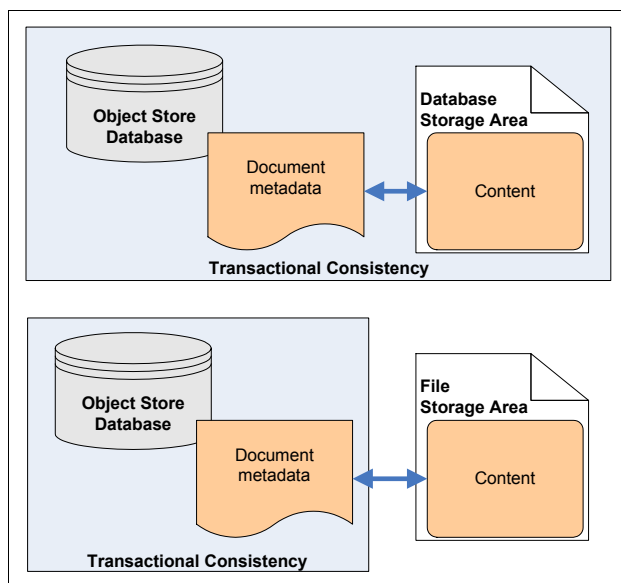 Object Store
Database
Document
metadata
Database
Storage Area
Content
Transactional Consistency
Object Store
Database
Document
metadata
File
Storage Area
Content
Transactional Consistency